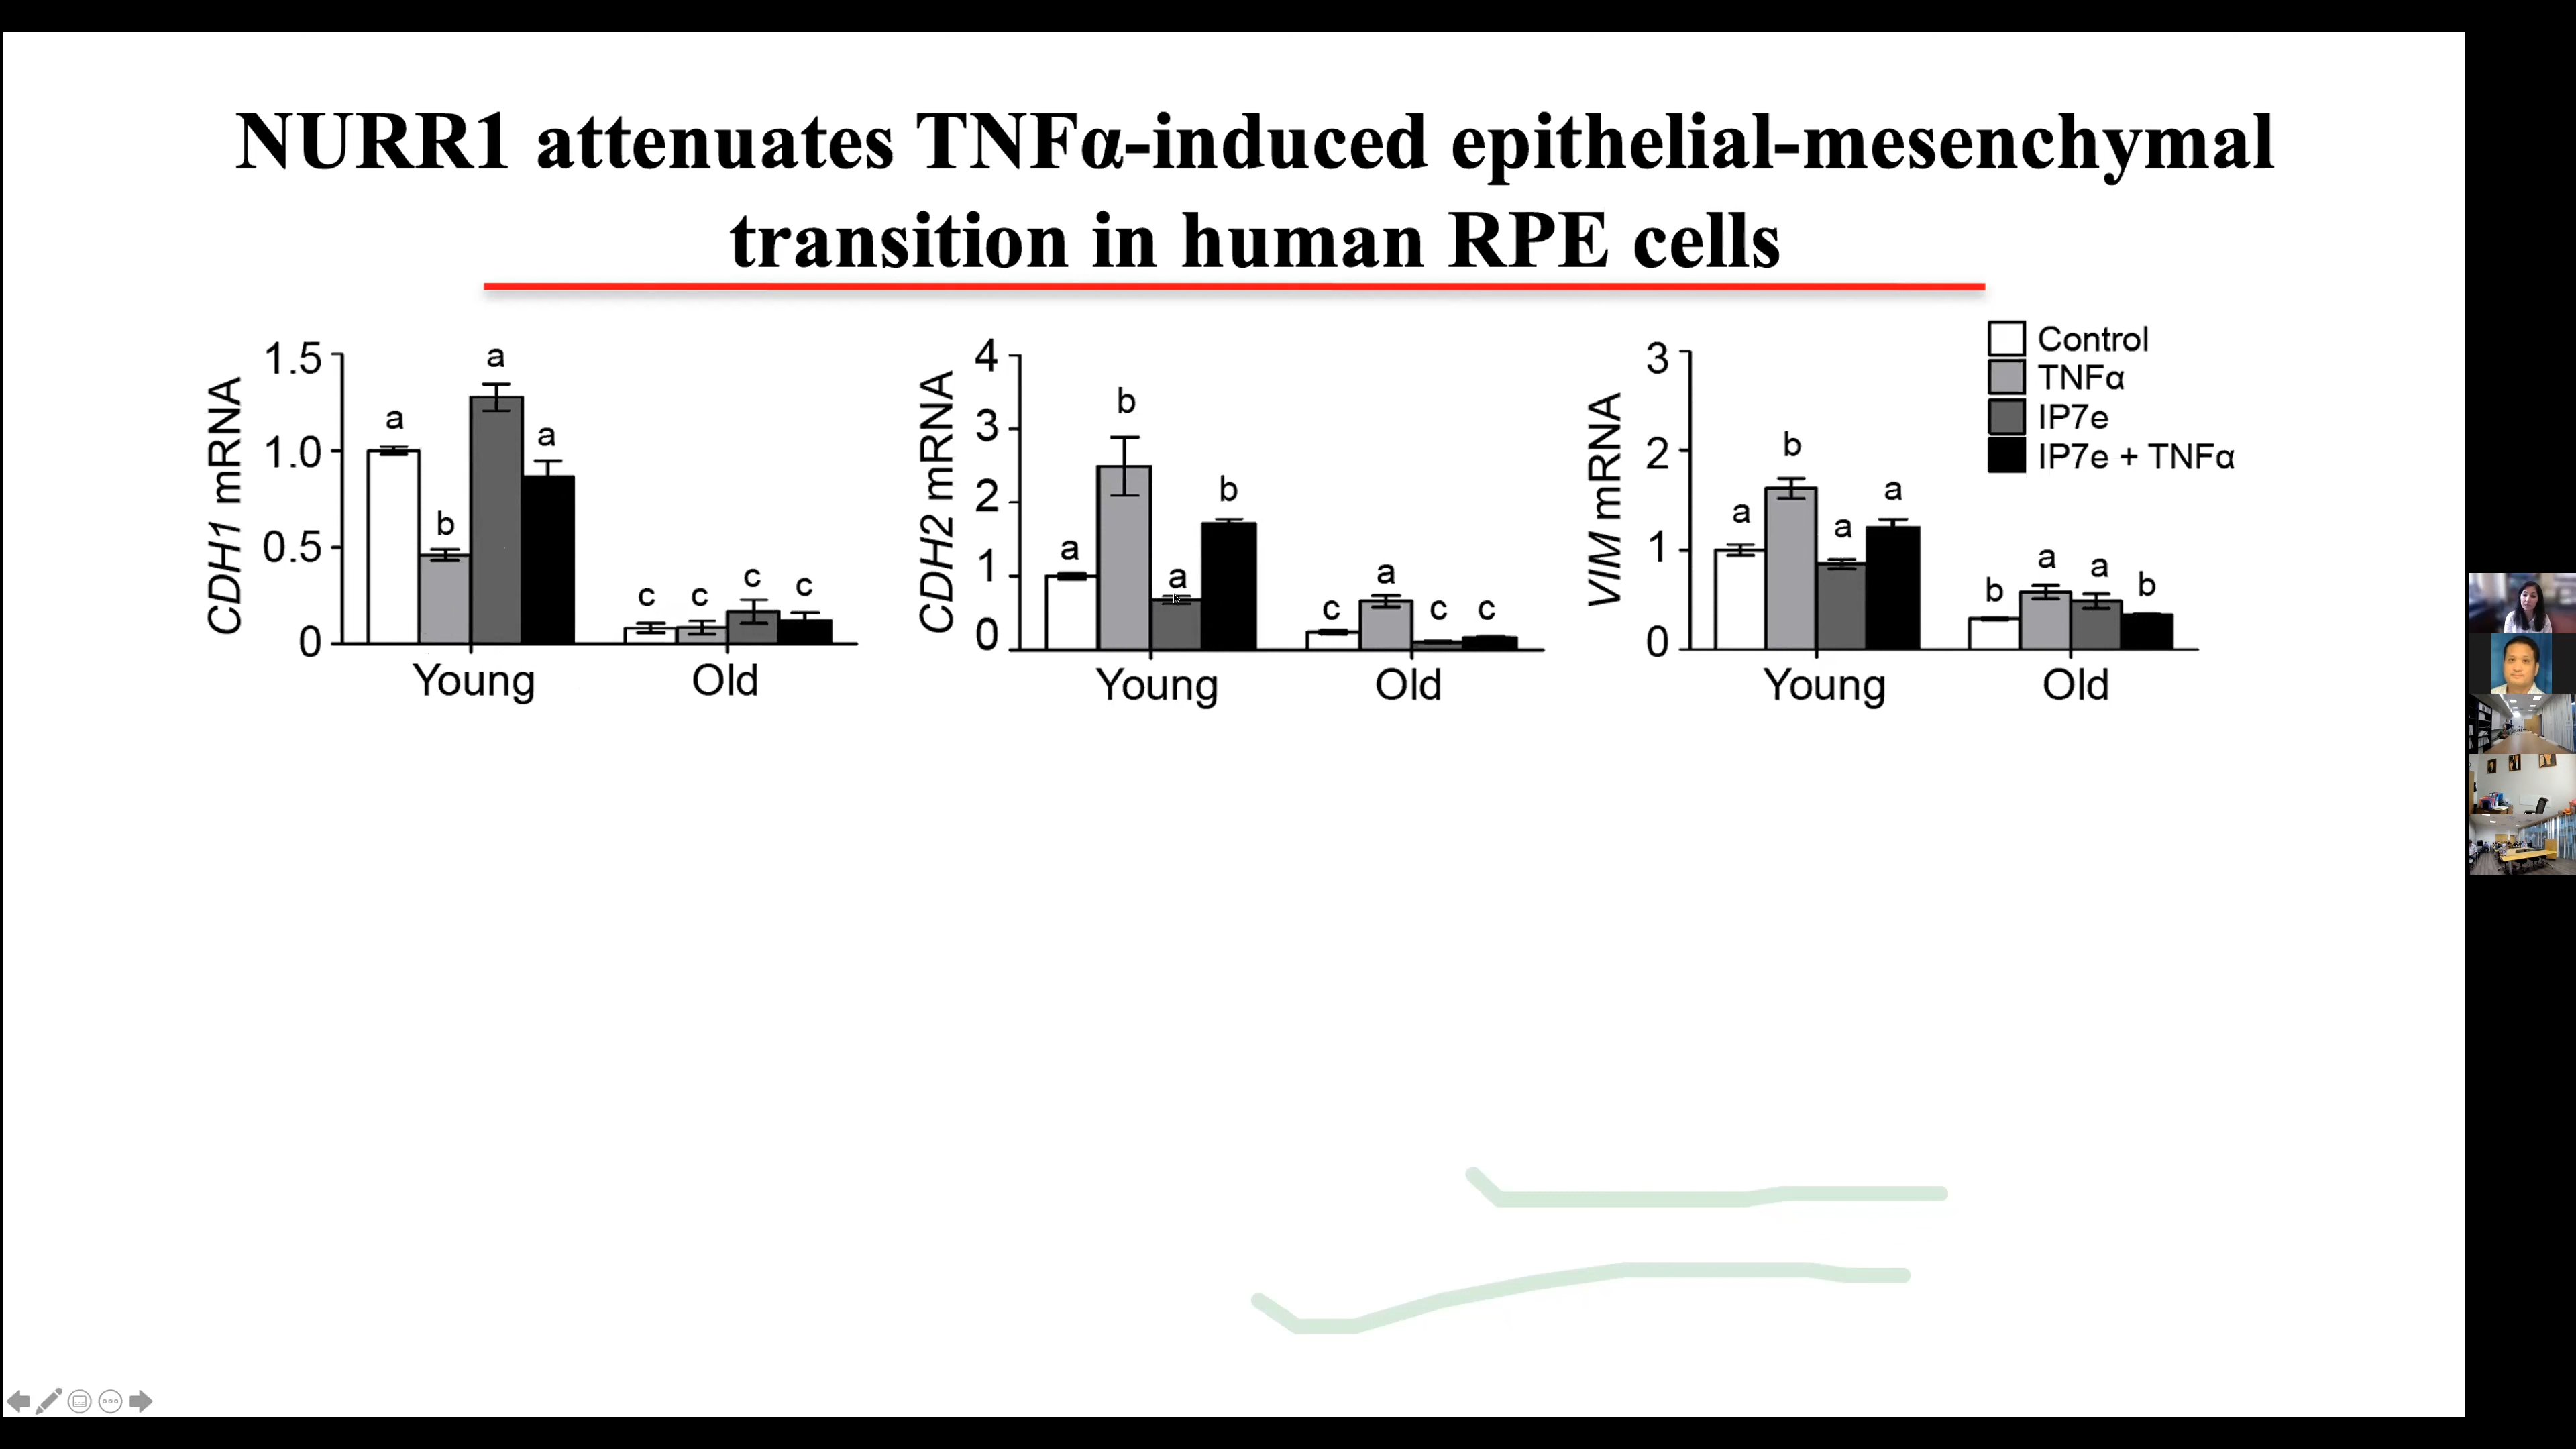 NURR1 attenuates TNFα-induced epithelial-mesenchymal
transition in human RPE cells
CDH1 mRNA
1.5
1.0
0.5
0
a
b
a
a
c
c
c
c
Young
Old
CDH2 mRNA
4
3
2
1
0
a
b
a
b
c
a
c
c
Young
Old
VIM mRNA
3
2
1
0
a
b
a
a
b
a
a
b
Young
Old
Control
TNFα
IP7e
IP7e + TNFα